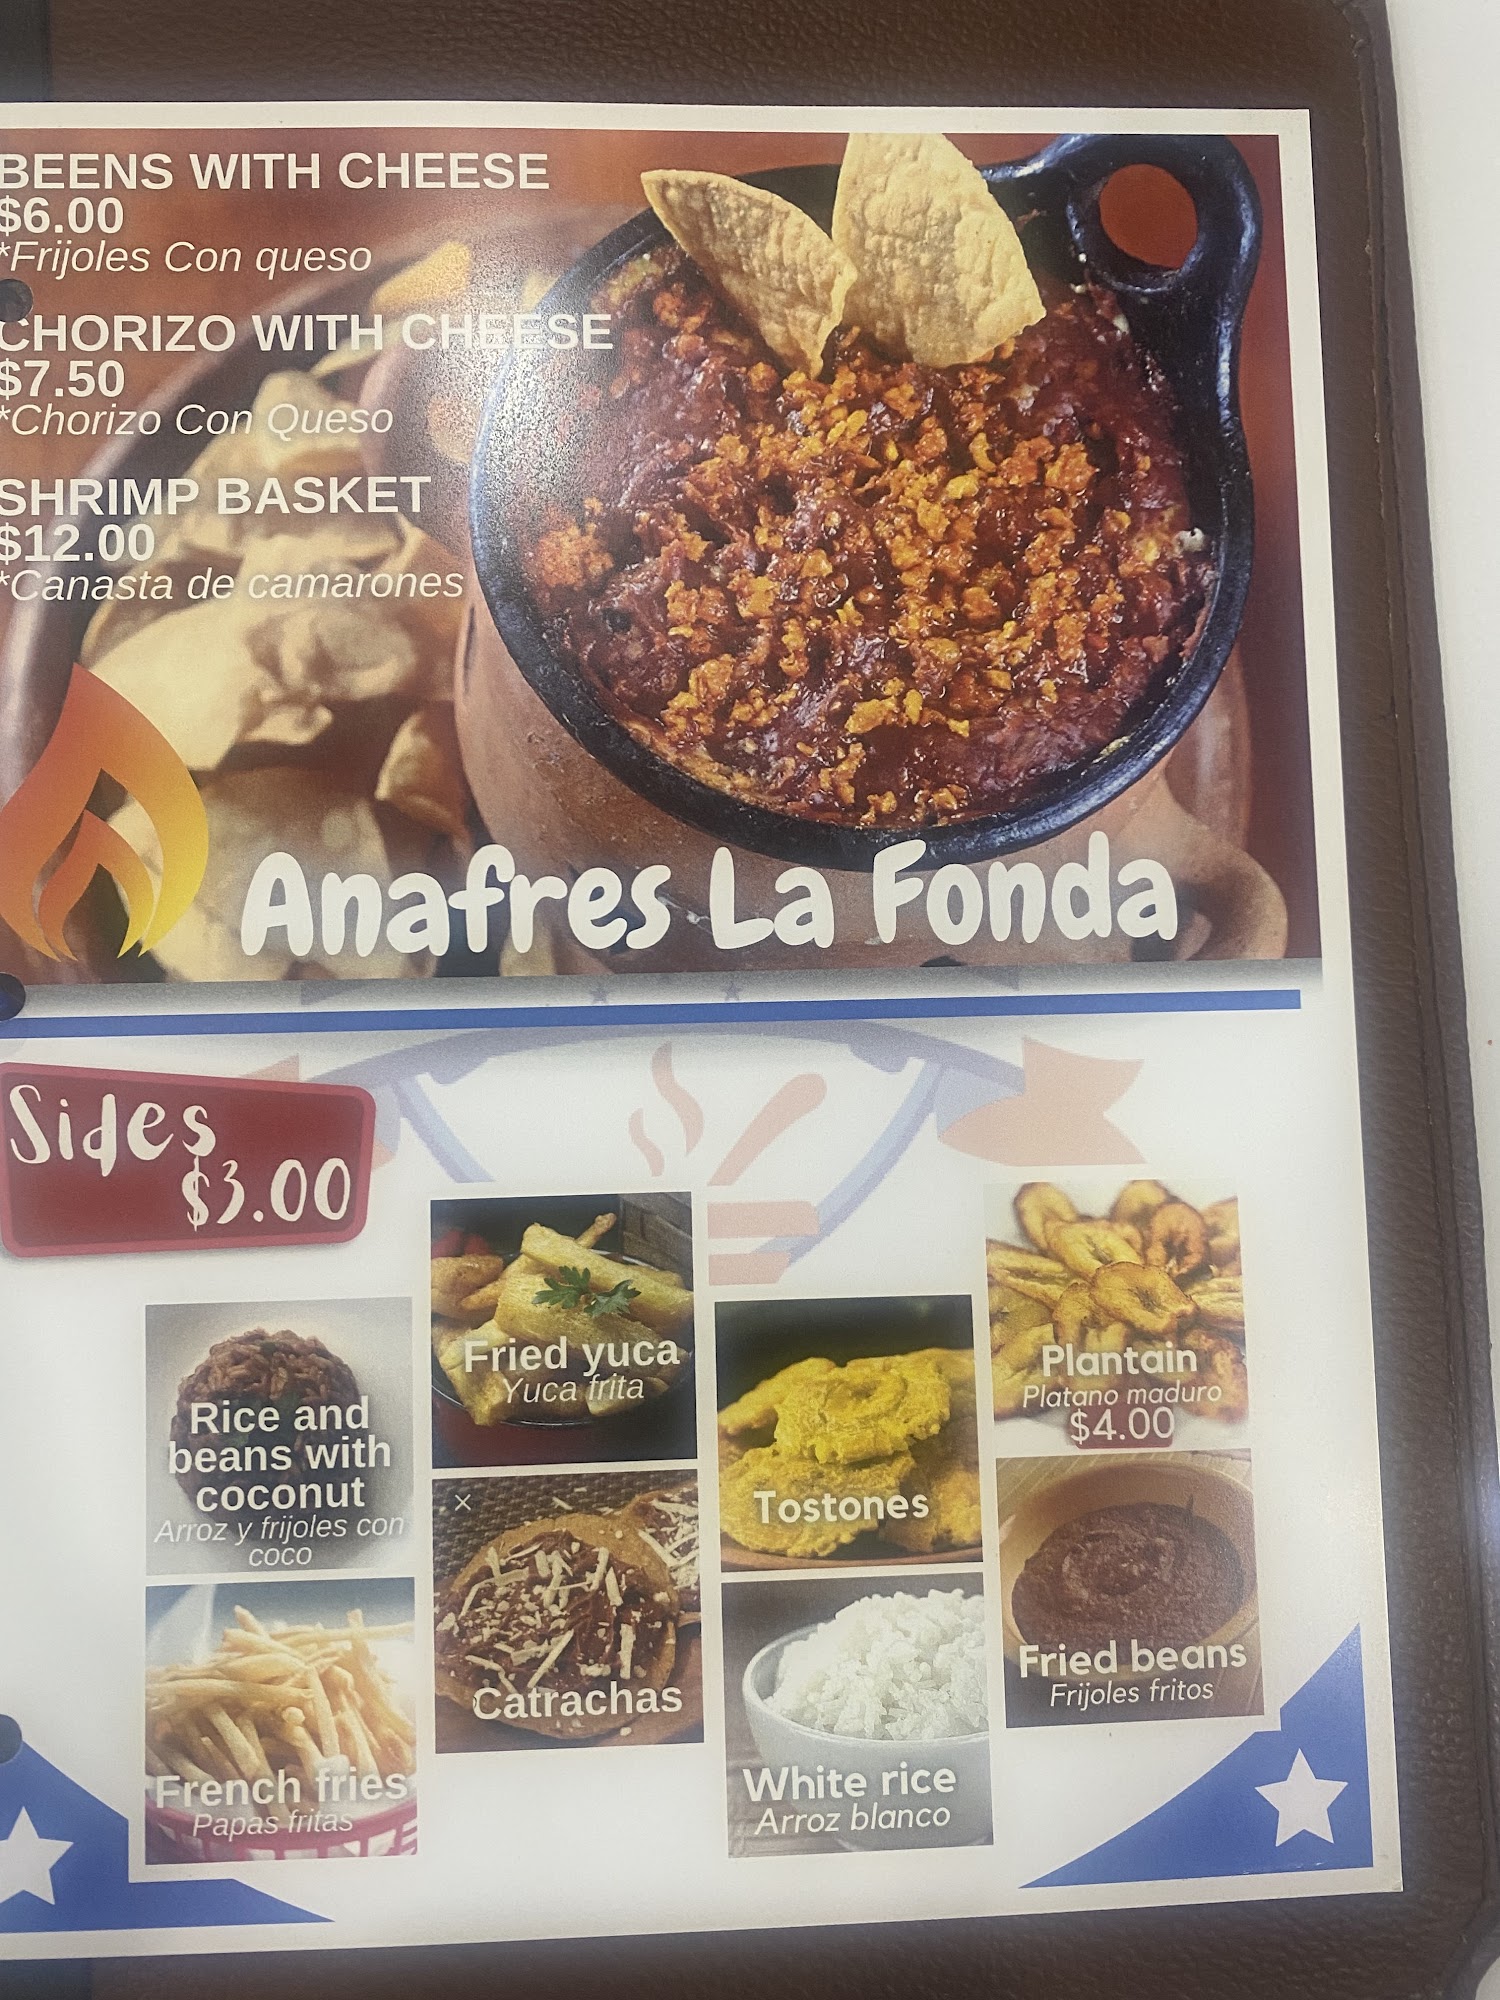 BEENS WITH CHEESE
$6.00
*Frijoles Con queso
CHORIZO WITH CHEESE
$7.50
*Chorizo Con Queso
SHRIMP BASKET
$12.00
*Canasta de camarones
Anafres La Fonda
Sides
$3.00
Rice and
beans with
coconut
Arroz y frijoles con
coco
French fries
Papas fritas
Fried yuca
Yuca frita
Catrachas
Tostones
White rice
Arroz blanco
Plantain
Platano maduro
$4.00
Fried beans
Frijoles fritos